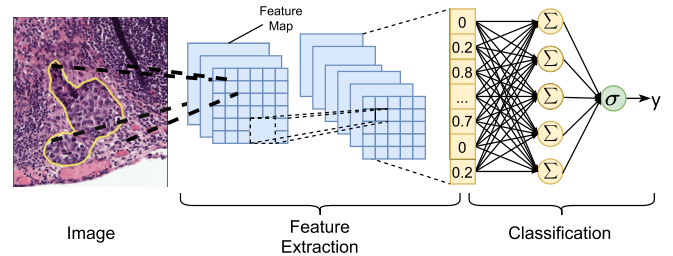 Feature
Map
0
0.2
0.8
...
0.7
0
0.2
∑
∑
∑
∑
∑
σ
y
Image
Feature
Extraction
Classification